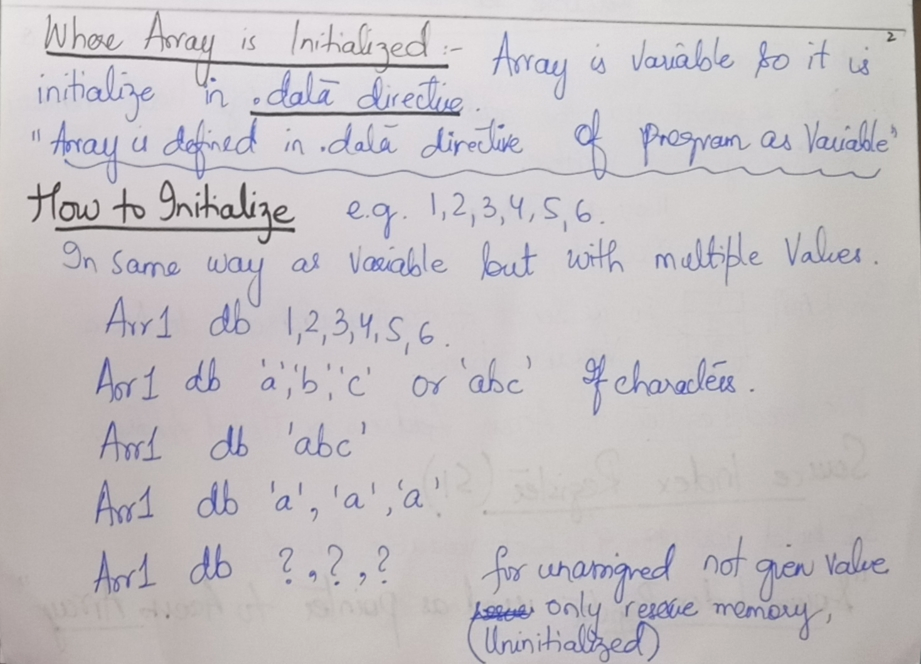 2
Where Array is Initialized :- Array is variable so it is
initialize in .data directive.
"Array is defined in .data directive of program as Variable"
How to Initialize e.g. 1,2,3,4,5,6.
In same way as variable but with multiple Values.
Arr1 db 1,2,3,4,5,6.
Arr1 db 'a','b','c' or 'abc' If characters.
Arr1 db 'abc'
Arr1 db 'a','a','a'
Arr1 db ?,?,? for unassigned not given value
only reserve memory,
(Uninitialized)